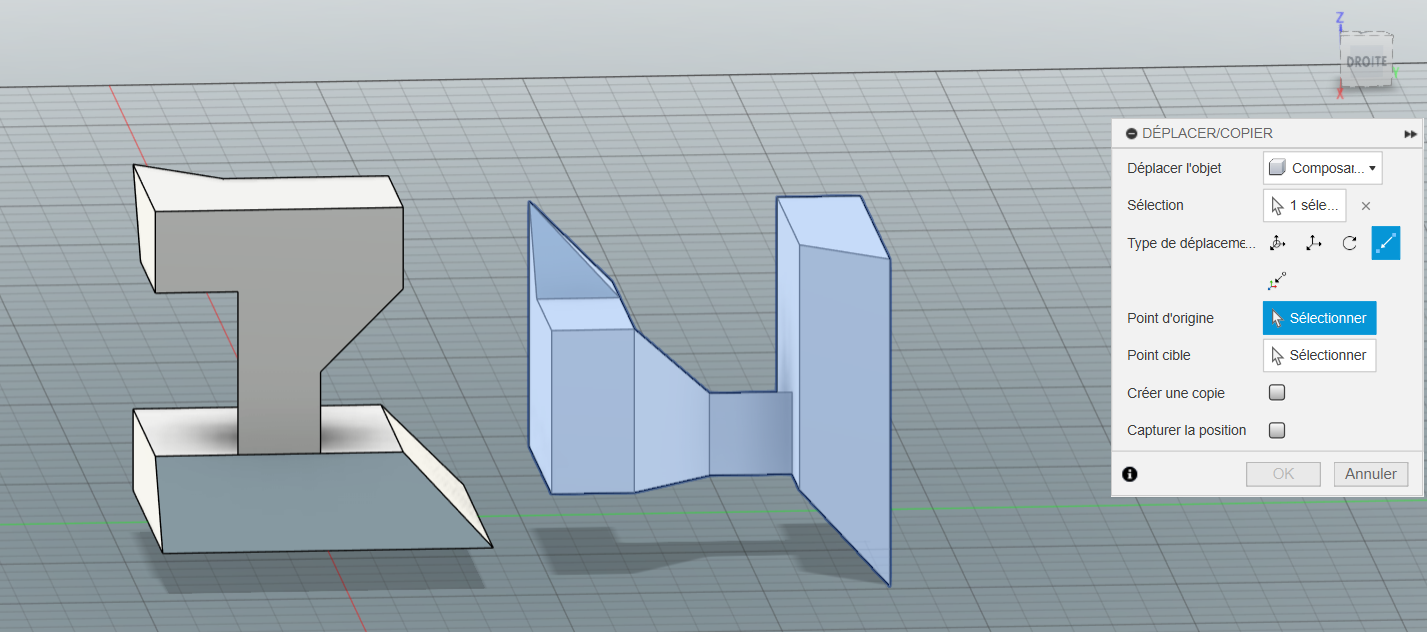 Z
DROITE
Y
X
DÉPLACER/COPIER
Déplacer l'objet
Composar...
Sélection
1 séle...
Type de déplaceme...
Point d'origine
Sélectionner
Point cible
Sélectionner
Créer une copie
Capturer la position
OK
Annuler